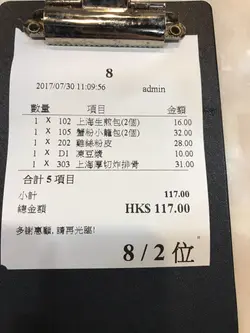 8
2017/07/30 11:09:56 admin
數量 項目 金額
1 X 102 上海生煎包(2個) 16.00
1 X 105 蟹粉小籠包(2個) 32.00
1 X 202 雞絲粉皮 28.00
1 X D1 凍豆漿 10.00
1 X 303 上海厚切炸排骨 31.00
合計 5 項目
小計 117.00
總金額 HK$ 117.00
多謝惠顧，請再光臨！
8 / 2 位